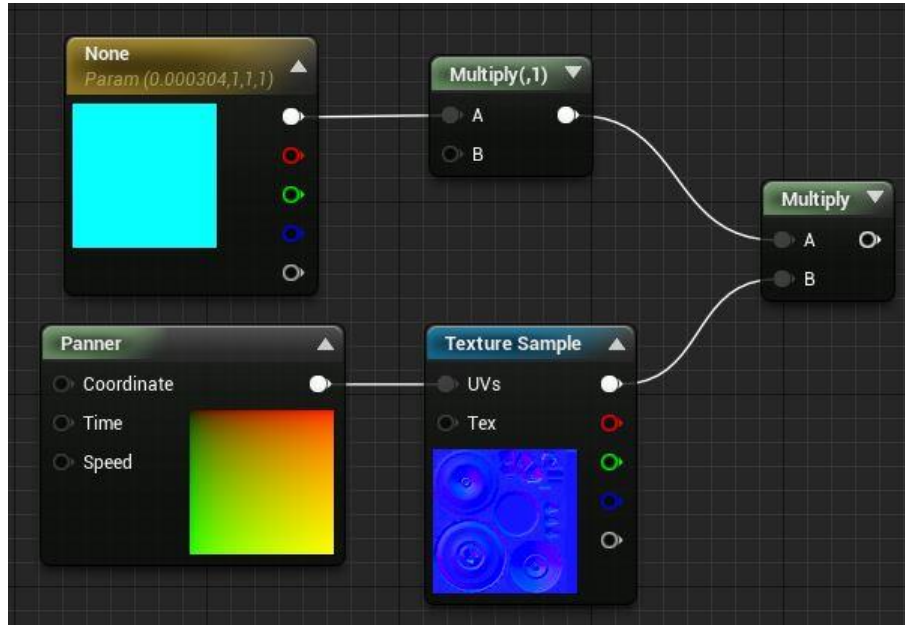 None
Param (0.000304,1,1,1)
Multiply(,1)
A
B
Multiply
A
B
Panner
Coordinate
Time
Speed
Texture Sample
UVs
Tex